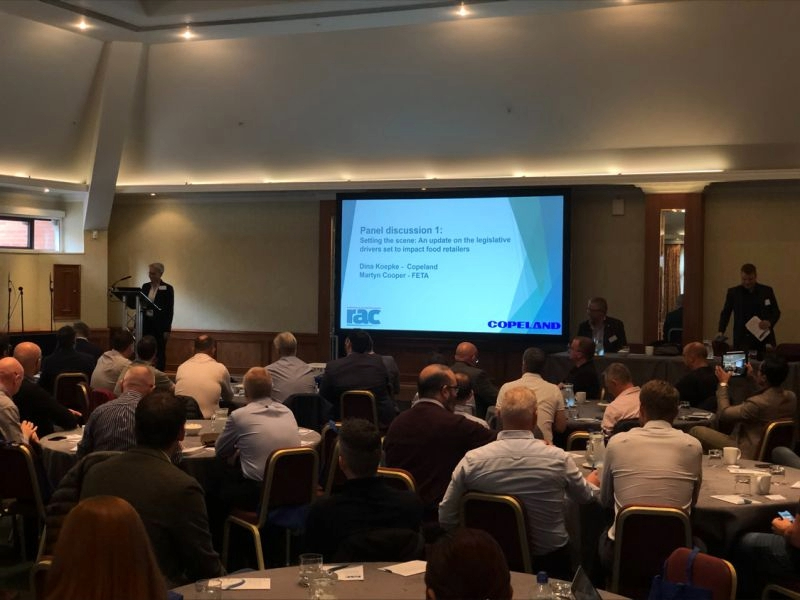 Panel discussion 1:
Setting the scene: An update on the legislative
drivers set to impact food retailers
Dina Koepke - Copeland
Martyn Cooper - FETA
rac
COPELAND